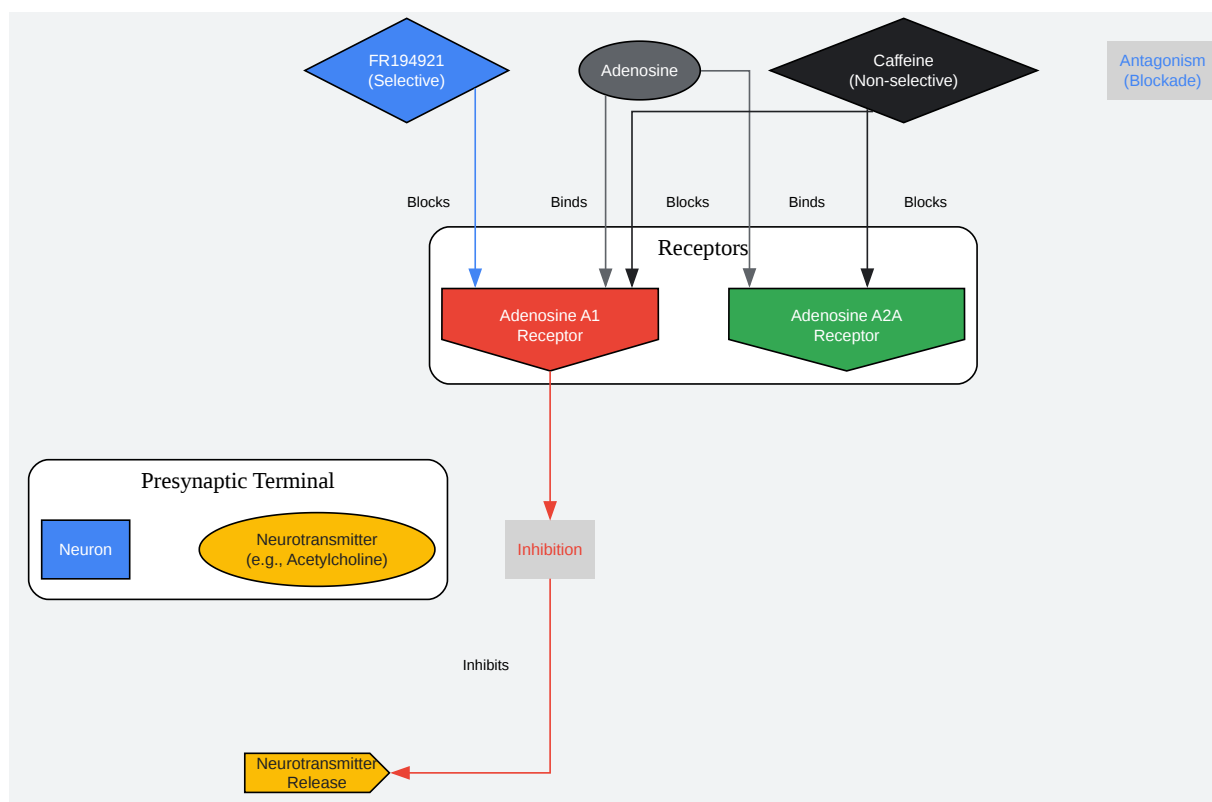 FR194921
(Selective)
Adenosine
Caffeine
(Non-selective)
Antagonism
(Blockade)
Blocks
Binds
Blocks
Binds
Blocks
Receptors
Adenosine A1
Receptor
Adenosine A2A
Receptor
Presynaptic Terminal
Neuron
Neurotransmitter
(e.g., Acetylcholine)
Inhibition
Inhibits
Neurotransmitter
Release